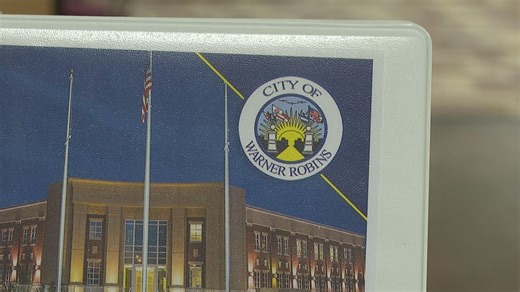 CITY OF
WARNER ROBINS